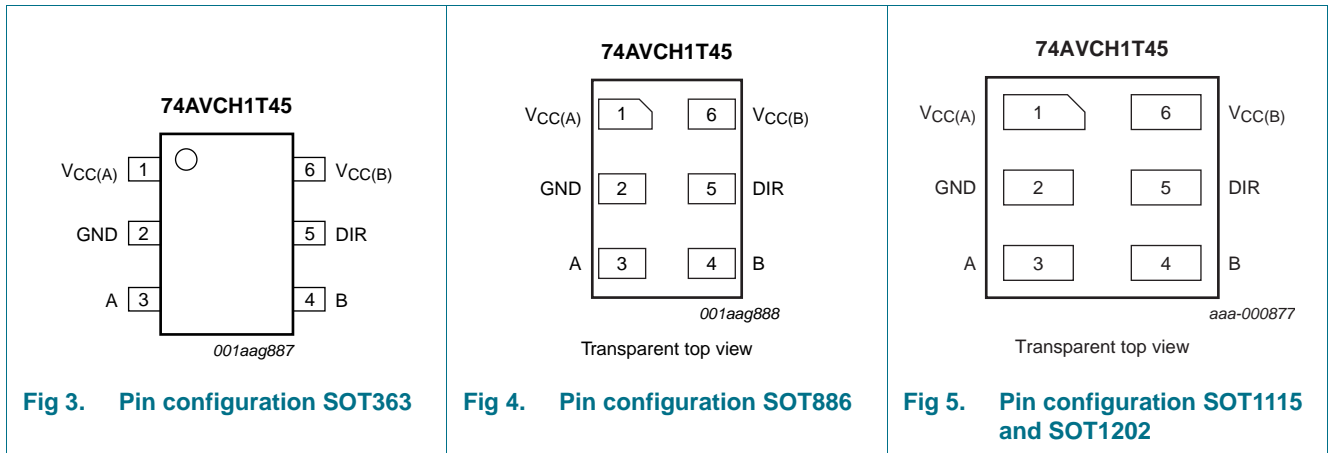 74AVCH1T45
VCC(A) 1 6 VCC(B)
GND 2 5 DIR
A 3 4 B
001aag887
Fig 3. Pin configuration SOT363
74AVCH1T45
VCC(A) 1 6 VCC(B)
GND 2 5 DIR
A 3 4 B
001aag888
Transparent top view
Fig 4. Pin configuration SOT886
74AVCH1T45
VCC(A) 1 6 VCC(B)
GND 2 5 DIR
A 3 4 B
aaa-000877
Transparent top view
Fig 5. Pin configuration SOT1115
and SOT1202